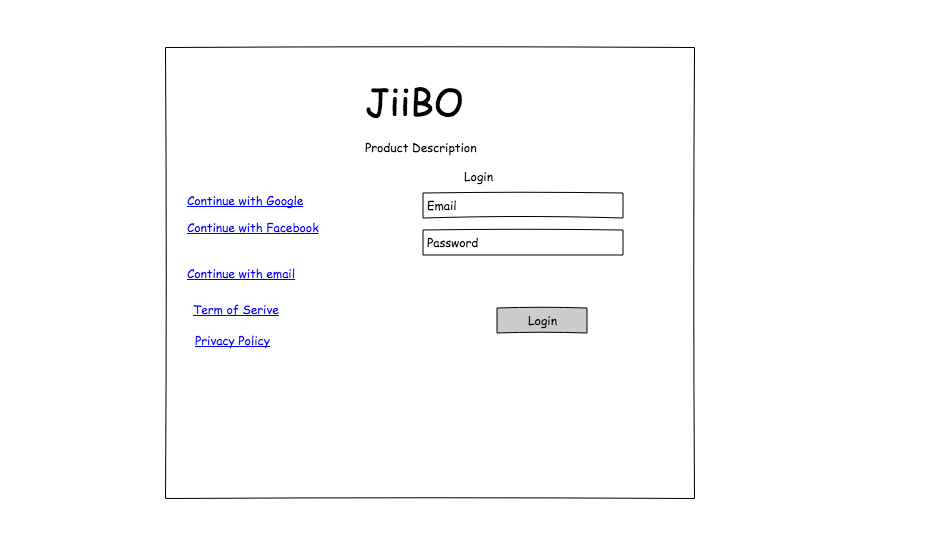 JiiBO
Product Description
Login
Continue with Google
Continue with Facebook
Continue with email
Term of Serive
Privacy Policy
Email
Password
Login